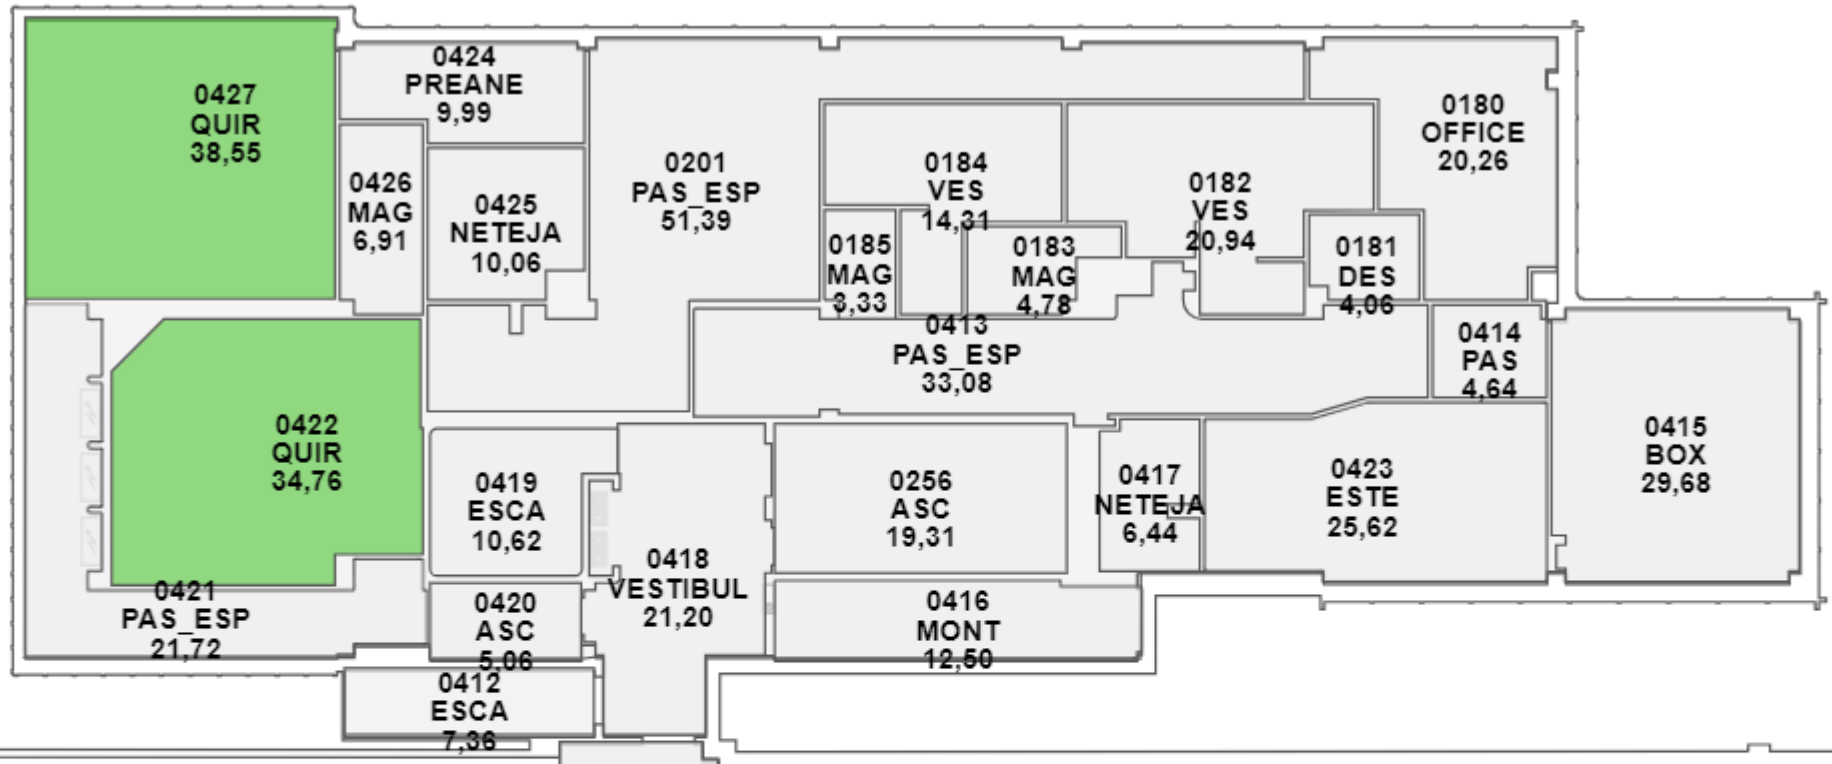 0427
QUIR
38,55
0424
PREANE
9,99
0426
MAG
6,91
0425
NETEJA
10,06
0201
PAS_ESP
51,39
0184
VES
14,31
0182
VES
20,94
0180
OFFICE
20,26
0185
MAG
3,33
0183
MAG
4,78
0181
DES
4,06
0413
PAS_ESP
33,08
0414
PAS
4,64
0415
BOX
29,68
0422
QUIR
34,76
0419
ESCA
10,62
0256
ASC
19,31
0417
NETEJA
6,44
0423
ESTE
25,62
0418
VESTIBUL
21,20
0421
PAS_ESP
21,72
0420
ASC
5,06
0416
MONT
12,50
0412
ESCA
7,36